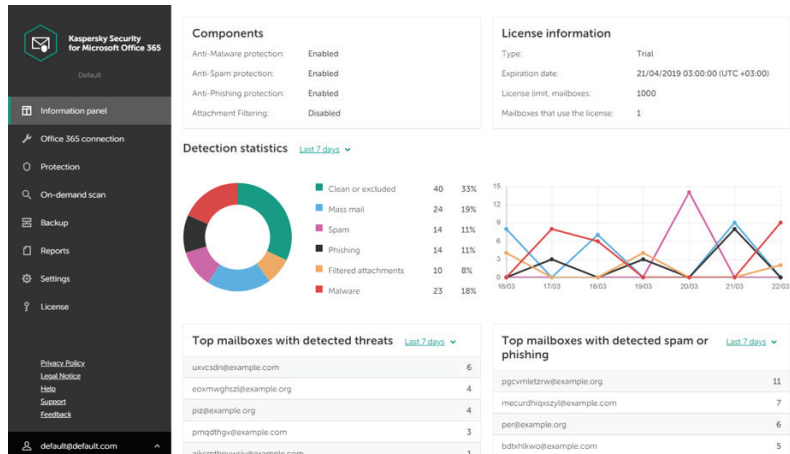 Kaspersky Security
for Microsoft Office 365
Default
Information panel
Office 365 connection
Protection
On-demand scan
Backup
Reports
Settings
License
Privacy Policy
Legal Notice
Help
Support
Feedback
default@default.com
Components
Anti-Malware protection: Enabled
Anti-Spam protection: Enabled
Anti-Phishing protection: Enabled
Attachment Filtering: Disabled
License information
Type: Trial
Expiration date: 21/04/2019 03:00:00 (UTC +03:00)
License limit, mailboxes: 1000
Mailboxes that use the license: 1
Detection statistics Last 7 days
Clean or excluded 40 33%
Mass mail 24 19%
Spam 14 11%
Phishing 14 11%
Filtered attachments 10 8%
Malware 23 18%
15
12
9
6
3
0
16/03 17/03 18/03 19/03 20/03 21/03 22/03
Top mailboxes with detected threats Last 7 days
uxvcsdn@example.com 6
eoxmwghszl@example.org 4
piz@example.org 4
pmqdthgv@example.com 3
1
Top mailboxes with detected spam or
phishing Last 7 days
pgcvmletzrw@example.org 11
mecurdhiqxszyl@example.com 7
per@example.org 6
bdtxhlkwo@example.com 5